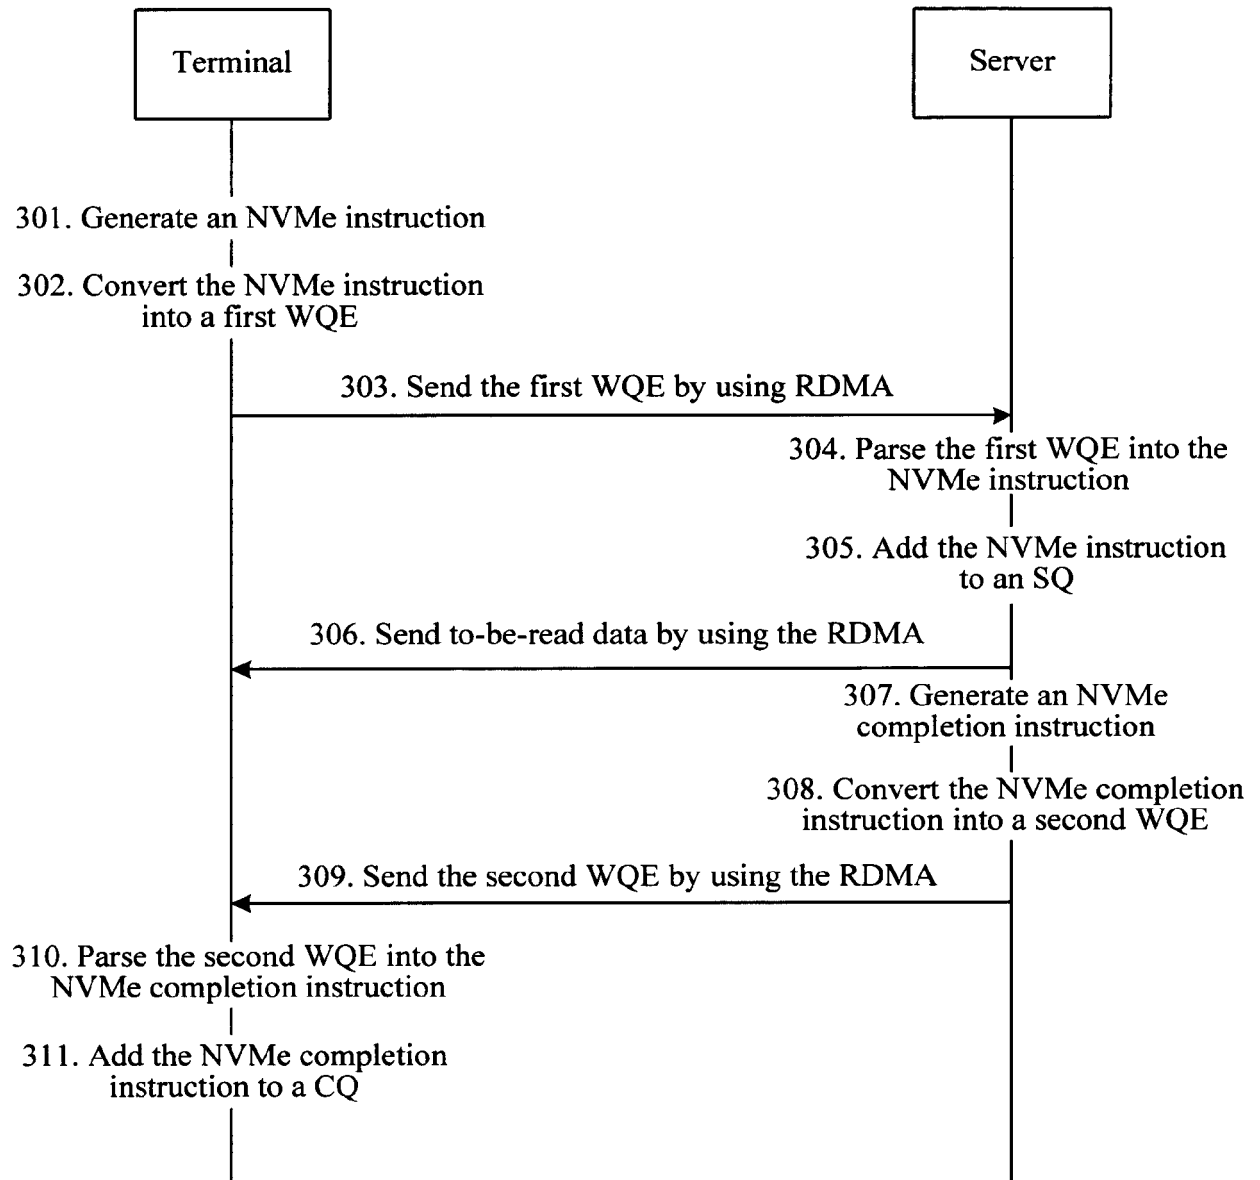 Terminal
Server
301. Generate an NVMe instruction
302. Convert the NVMe instruction
into a first WQE
303. Send the first WQE by using RDMA
304. Parse the first WQE into the
NVMe instruction
305. Add the NVMe instruction
to an SQ
306. Send to-be-read data by using the RDMA
307. Generate an NVMe
completion instruction
308. Convert the NVMe completion
instruction into a second WQE
309. Send the second WQE by using the RDMA
310. Parse the second WQE into the
NVMe completion instruction
311. Add the NVMe completion
instruction to a CQ